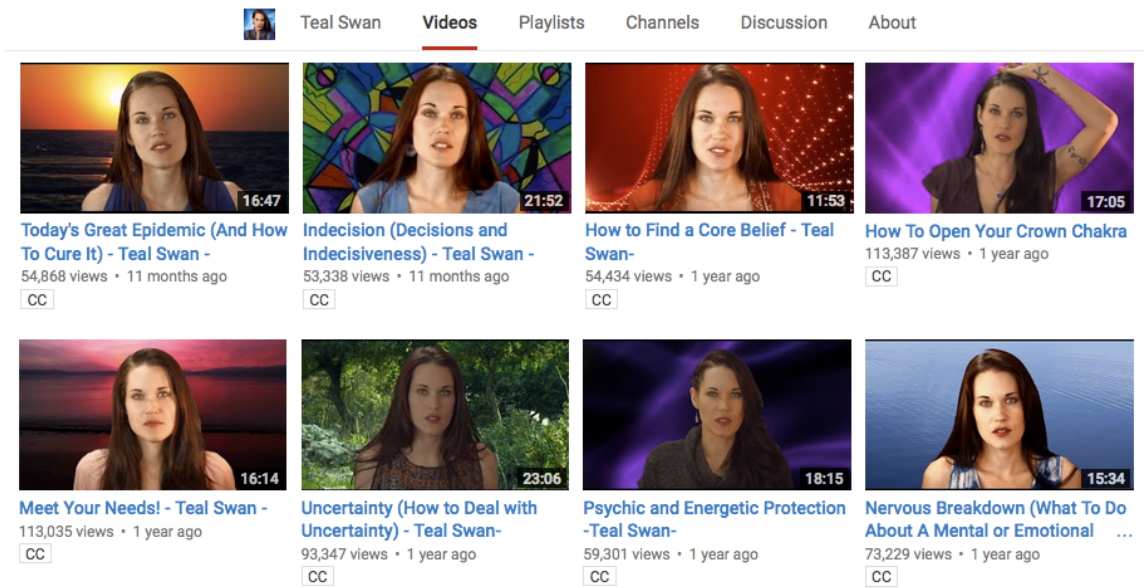 Teal Swan Videos Playlists Channels Discussion About
16:47 21:52 11:53 17:05
Today's Great Epidemic (And How
To Cure It) - Teal Swan -
54,868 views • 11 months ago
CC
Indecision (Decisions and
Indecisiveness) - Teal Swan -
53,338 views • 11 months ago
CC
How to Find a Core Belief - Teal
Swan-
54,434 views • 1 year ago
CC
How To Open Your Crown Chakra
113,387 views • 1 year ago
CC
16:14 23:06 18:15 15:34
Meet Your Needs! - Teal Swan -
113,035 views • 1 year ago
CC
Uncertainty (How to Deal with
Uncertainty) - Teal Swan-
93,347 views • 1 year ago
CC
Psychic and Energetic Protection
-Teal Swan-
59,301 views • 1 year ago
CC
Nervous Breakdown (What To Do
About A Mental or Emotional ...
73,229 views • 1 year ago
CC